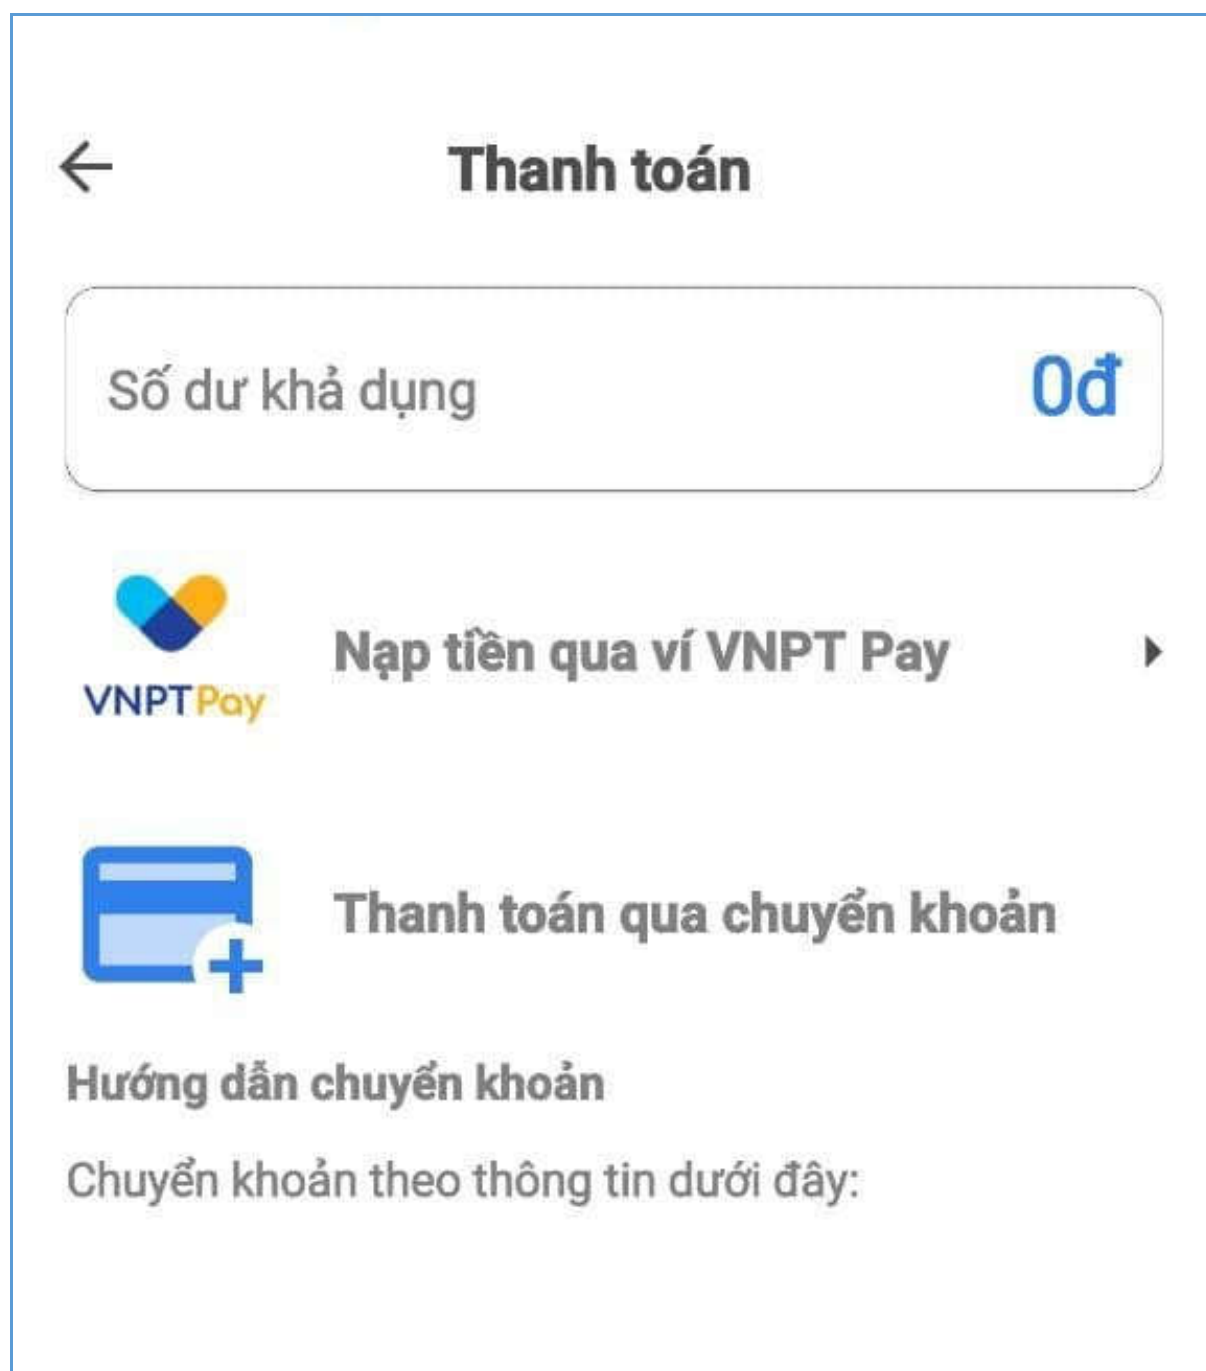 Thanh toán
Số dư khả dụng
0đ
VNPT Pay
Nạp tiền qua ví VNPT Pay
Thanh toán qua chuyển khoản
Hướng dẫn chuyển khoản
Chuyển khoản theo thông tin dưới đây: